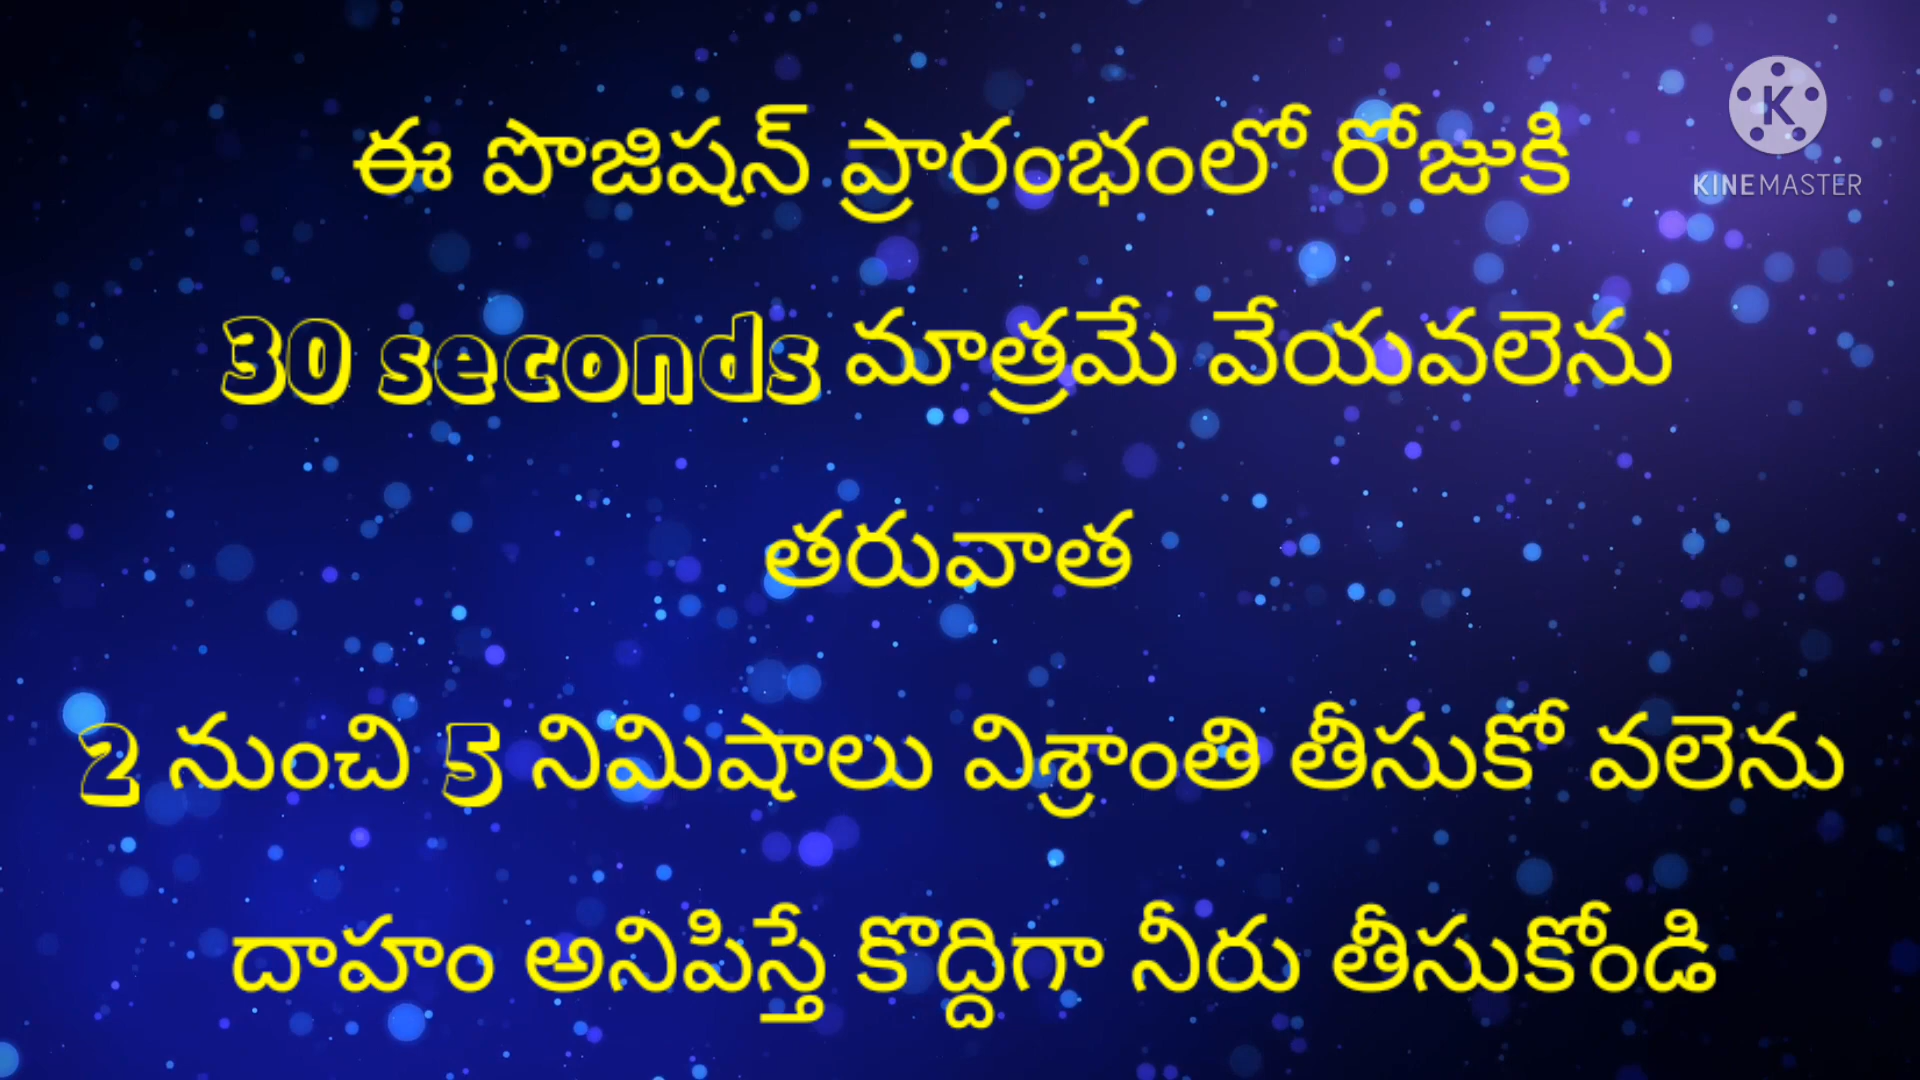 ఈ పొజిషన్ ప్రారంభంలో రోజుకి
KINEMASTER
30 seconds మాత్రమే వేయవలెను
తరువాత
2 నుంచి 5 నిమిషాలు విశ్రాంతి తీసుకో వలెను
దాహం అనిపిస్తే కొద్దిగా నీరు తీసుకోండి